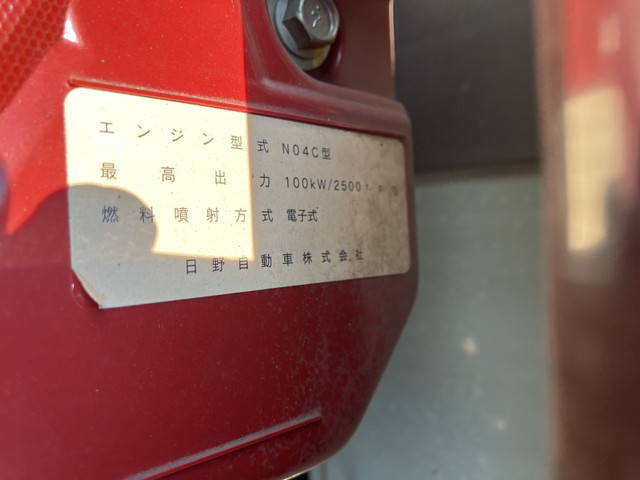 エンジン型式 N04C型
最高出力 100kW/2500rpm
燃料噴射方式 電子式
日野自動車株式会社